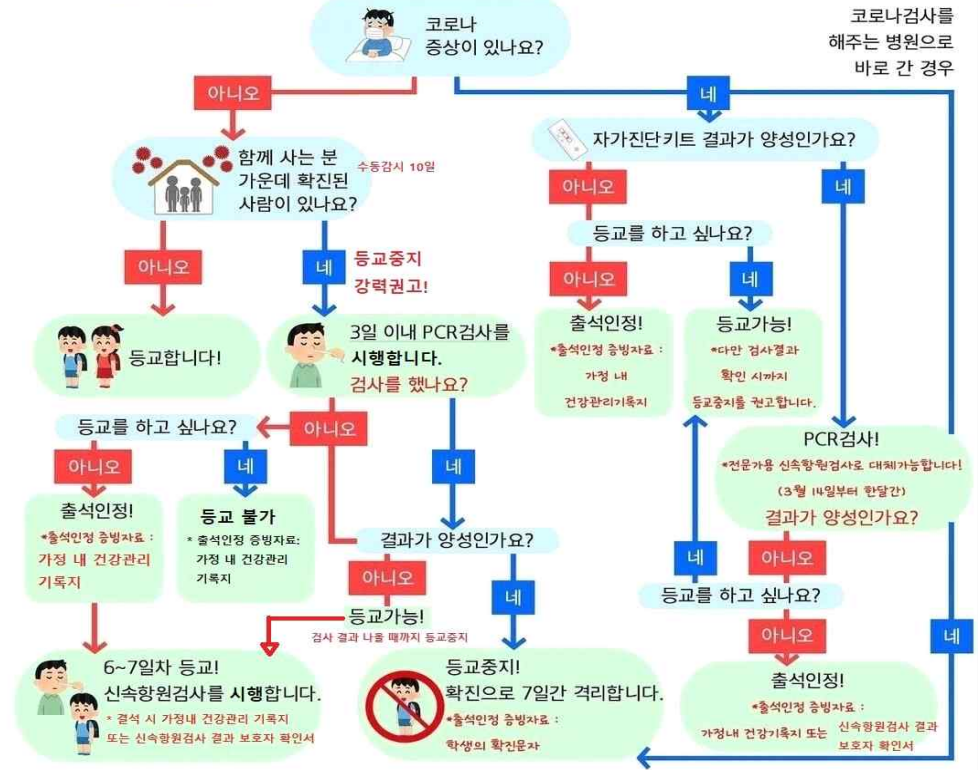 코로나
증상이 있나요?
코로나검사를
해주는 병원으로
바로 간 경우
아니오
네
함께 사는 분
가운데 확진된
사람이 있나요?
수동감시 10일
자가진단키트 결과가 양성인가요?
아니오
네
등교를 하고 싶나요?
아니오
네
등교중지
강력권고!
아니오
네
등교합니다!
3일 이내 PCR검사를
시행합니다.
검사를 했나요?
출석인정!
*출석인정 증빙자료 :
가정 내
건강관리기록지
등교가능!
*다만 검사결과
확인 시까지
등교중지를 권고합니다.
등교를 하고 싶나요?
아니오
아니오
네
네
PCR검사!
*전문가용 신속항원검사로 대체가능합니다!
(3월 14일부터 한달간)
결과가 양성인가요?
출석인정!
*출석인정 증빙자료 :
가정 내 건강관리
기록지
등교 불가
* 출석인정 증빙자료:
가정 내 건강관리
기록지
결과가 양성인가요?
아니오
네
네
아니오
등교를 하고 싶나요?
아니오
네
등교가능!
검사 결과 나올 때까지 등교중지
6~7일차 등교!
신속항원검사를 시행합니다.
* 결석 시 가정내 건강관리 기록지
또는 신속항원검사 결과 보호자 확인서
등교중지!
확진으로 7일간 격리합니다.
*출석인정 증빙자료 :
학생의 확진문자
출석인정!
*출석인정 증빙자료 :
가정내 건강기록지 또는 신속항원검사 결과
보호자 확인서